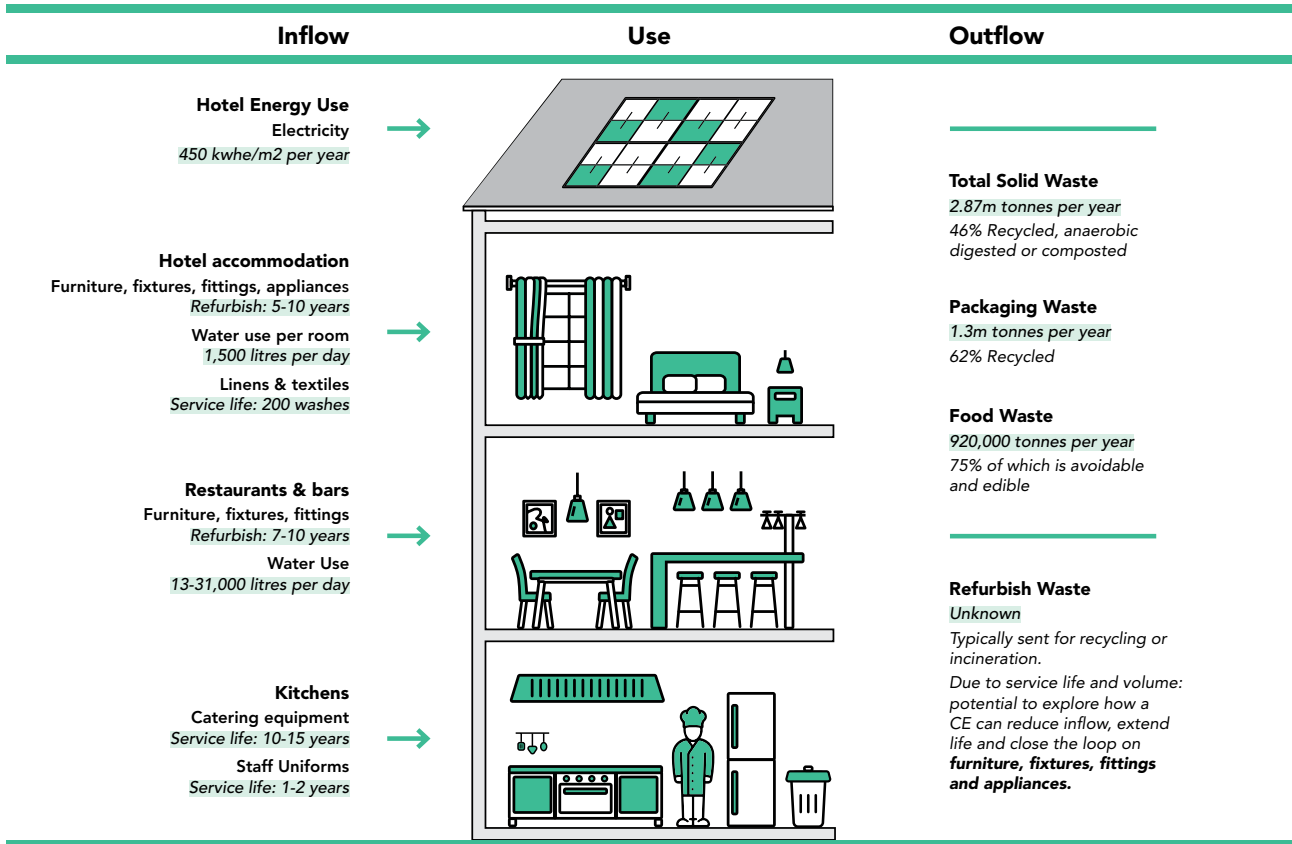 Inflow
Use
Outflow
Hotel Energy Use
Electricity
450 kwhe/m2 per year
Hotel accommodation
Furniture, fixtures, fittings, appliances
Refurbish: 5-10 years
Water use per room
1,500 litres per day
Linens & textiles
Service life: 200 washes
Restaurants & bars
Furniture, fixtures, fittings
Refurbish: 7-10 years
Water Use
13-31,000 litres per day
Kitchens
Catering equipment
Service life: 10-15 years
Staff Uniforms
Service life: 1-2 years
Total Solid Waste
2.87m tonnes per year
46% Recycled, anaerobic
digested or composted
Packaging Waste
1.3m tonnes per year
62% Recycled
Food Waste
920,000 tonnes per year
75% of which is avoidable
and edible
Refurbish Waste
Unknown
Typically sent for recycling or
incineration.
Due to service life and volume:
potential to explore how a
CE can reduce inflow, extend
life and close the loop on
furniture, fixtures, fittings
and appliances.